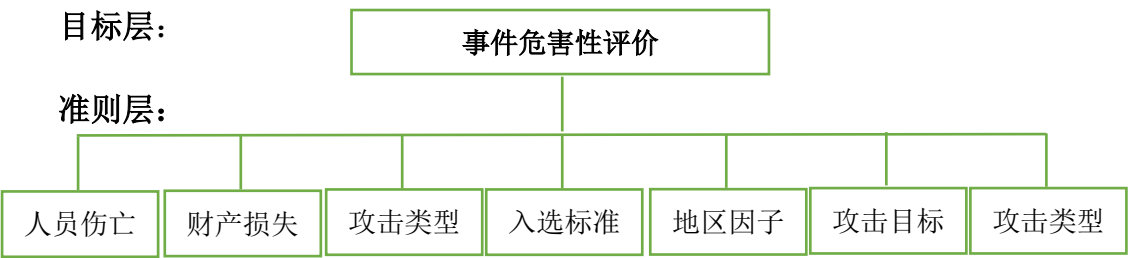 目标层：
事件危害性评价
准则层：
人员伤亡
财产损失
攻击类型
入选标准
地区因子
攻击目标
攻击类型